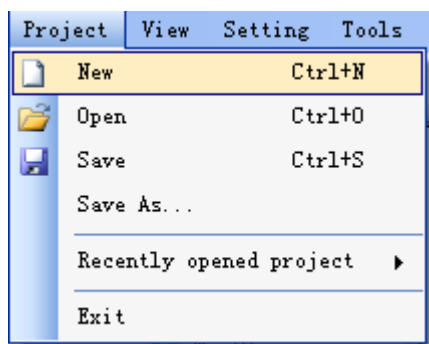 Project View Setting Tools
New Ctrl+N
Open Ctrl+O
Save Ctrl+S
Save As...
Recently opened project
Exit